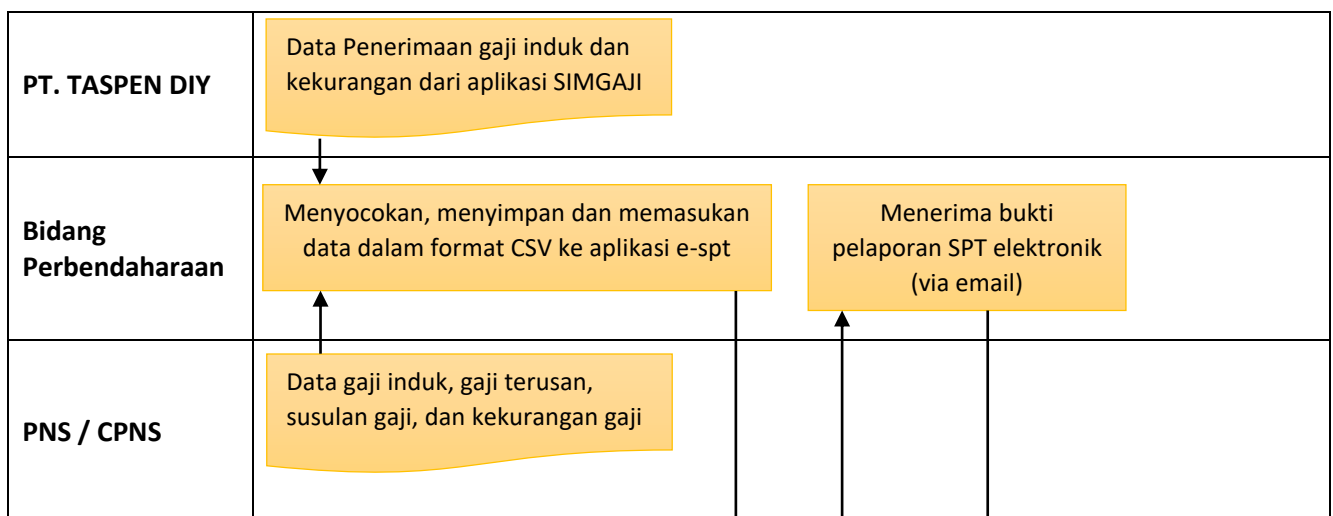 PT. TASPEN DIY
Data Penerimaan gaji induk dan
kekurangan dari aplikasi SIMGAJI
Bidang
Perbendaharaan
Menyocokan, menyimpan dan memasukan
data dalam format CSV ke aplikasi e-spt
Menerima bukti
pelaporan SPT elektronik
(via email)
PNS / CPNS
Data gaji induk, gaji terusan,
susulan gaji, dan kekurangan gaji